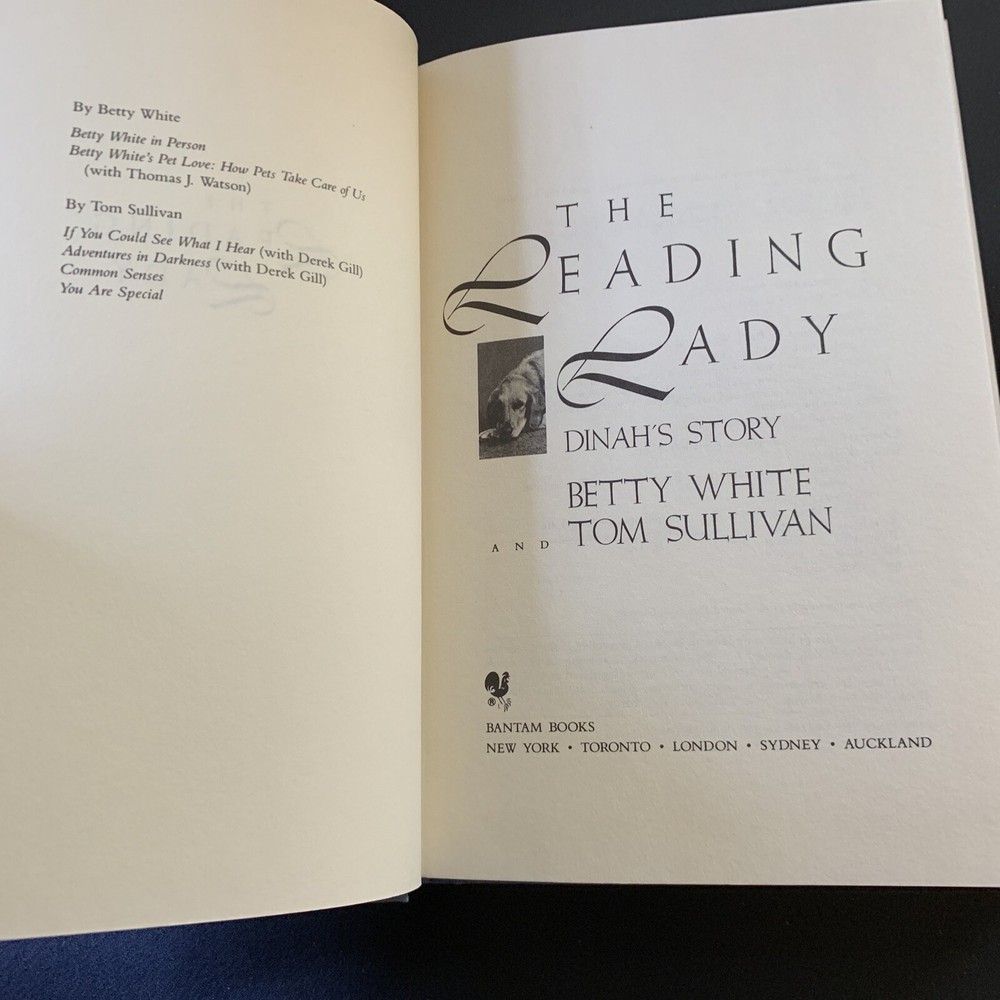 By Betty White
Betty White in Person
Betty White's Pet Love: How Pets Take Care of Us
(with Thomas J. Watson)
By Tom Sullivan
If You Could See What I Hear (with Derek Gill)
Adventures in Darkness (with Derek Gill)
Common Senses
You Are Special
THE
LEADING
LADY
DINAH'S STORY
BETTY WHITE
AND TOM SULLIVAN
®
BANTAM BOOKS
NEW YORK • TORONTO • LONDON • SYDNEY • AUCKLAND